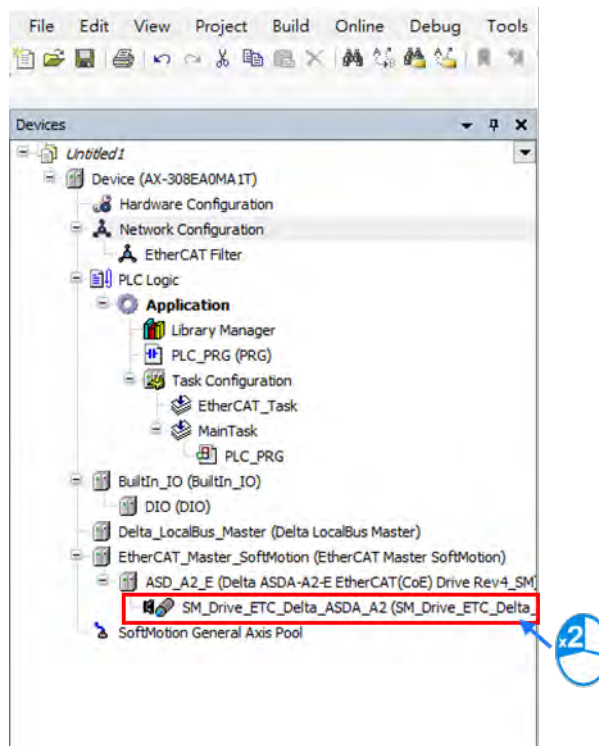 File Edit View Project Build Online Debug Tools
Devices
Untitled1
Device (AX-308EA0MA1T)
Hardware Configuration
Network Configuration
EtherCAT Filter
PLC Logic
Application
Library Manager
PLC_PRG (PRG)
Task Configuration
EtherCAT_Task
MainTask
PLC_PRG
BuiltIn_IO (BuiltIn_IO)
DIO (DIO)
Delta_LocalBus_Master (Delta LocalBus Master)
EtherCAT_Master_SoftMotion (EtherCAT Master SoftMotion)
ASD_A2_E (Delta ASDA-A2-E EtherCAT(CoE) Drive Rev4_SM)
SM_Drive_ETC_Delta_ASDA_A2 (SM_Drive_ETC_Delta_
x2
SoftMotion General Axis Pool